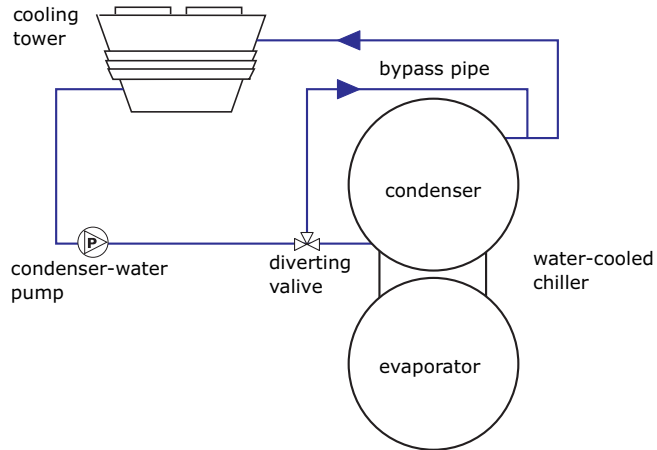 cooling
tower
bypass pipe
condenser
P
condenser-water
pump
diverting
valive
water-cooled
chiller
evaporator